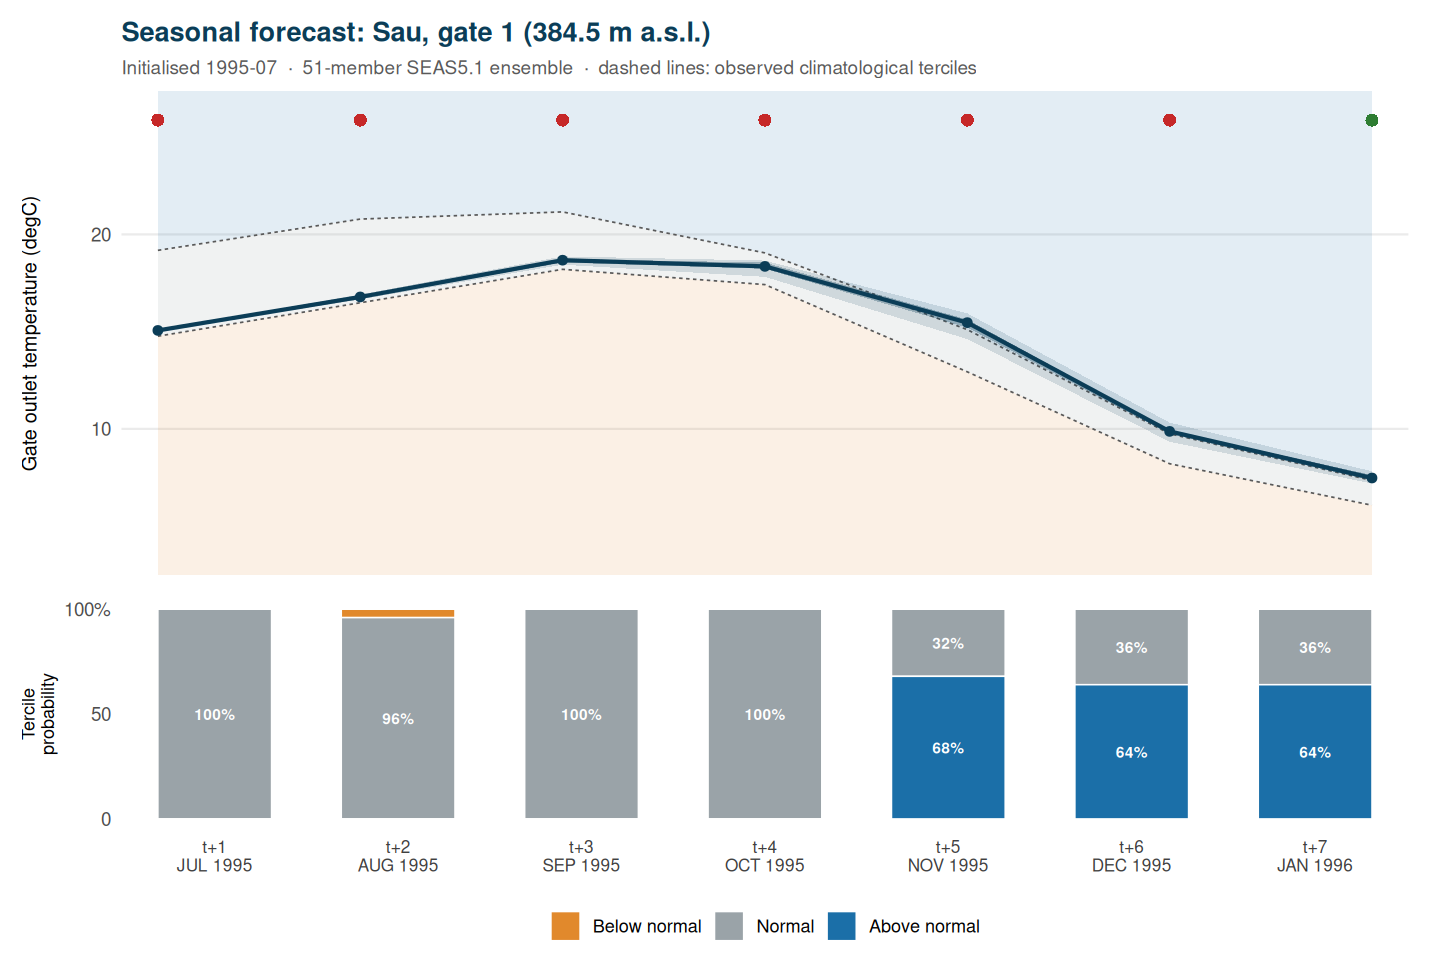 Seasonal forecast: Sau, gate 1 (384.5 m a.s.l.)
Initialised 1995-07 · 51-member SEAS5.1 ensemble · dashed lines: observed climatological terciles
Gate outlet temperature (degC)
20
10
Tercile
probability
100%
50
0
100%
96%
100%
100%
32%
68%
36%
64%
36%
64%
t+1
JUL 1995
t+2
AUG 1995
t+3
SEP 1995
t+4
OCT 1995
t+5
NOV 1995
t+6
DEC 1995
t+7
JAN 1996
Below normal
Normal
Above normal